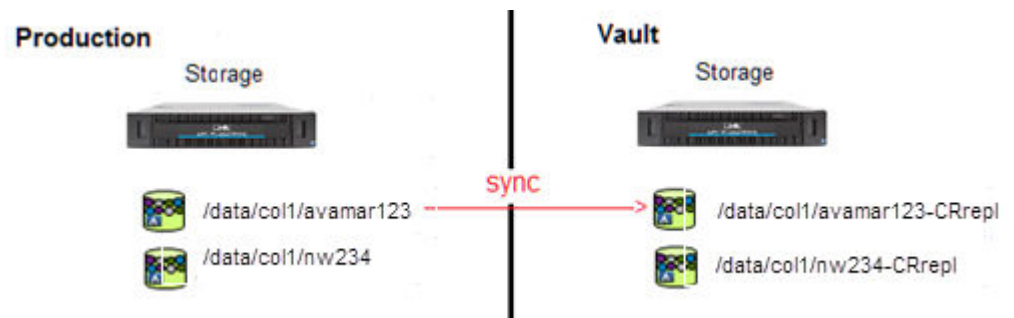 Production
Vault
Storage
Storage
sync
/data/col1/avamar123
/data/col1/avamar123-CRrepl
/data/col1/nw234
/data/col1/nw234-CRrepl